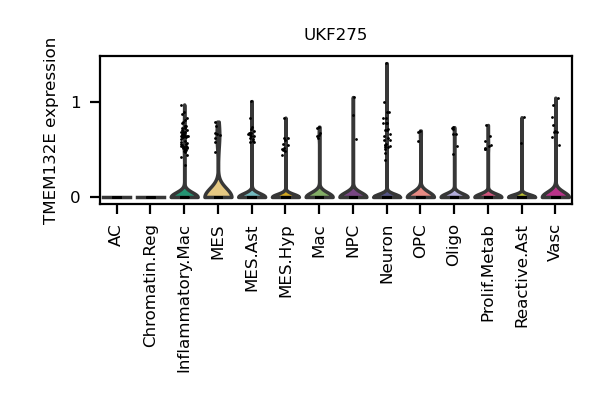 UKF275
TMEM132E expression
1
0
AC
Chromatin.Reg
Inflammatory.Mac
MES
MES.Ast
MES.Hyp
Mac
NPC
Neuron
OPC
Oligo
Prolif.Metab
Reactive.Ast
Vasc